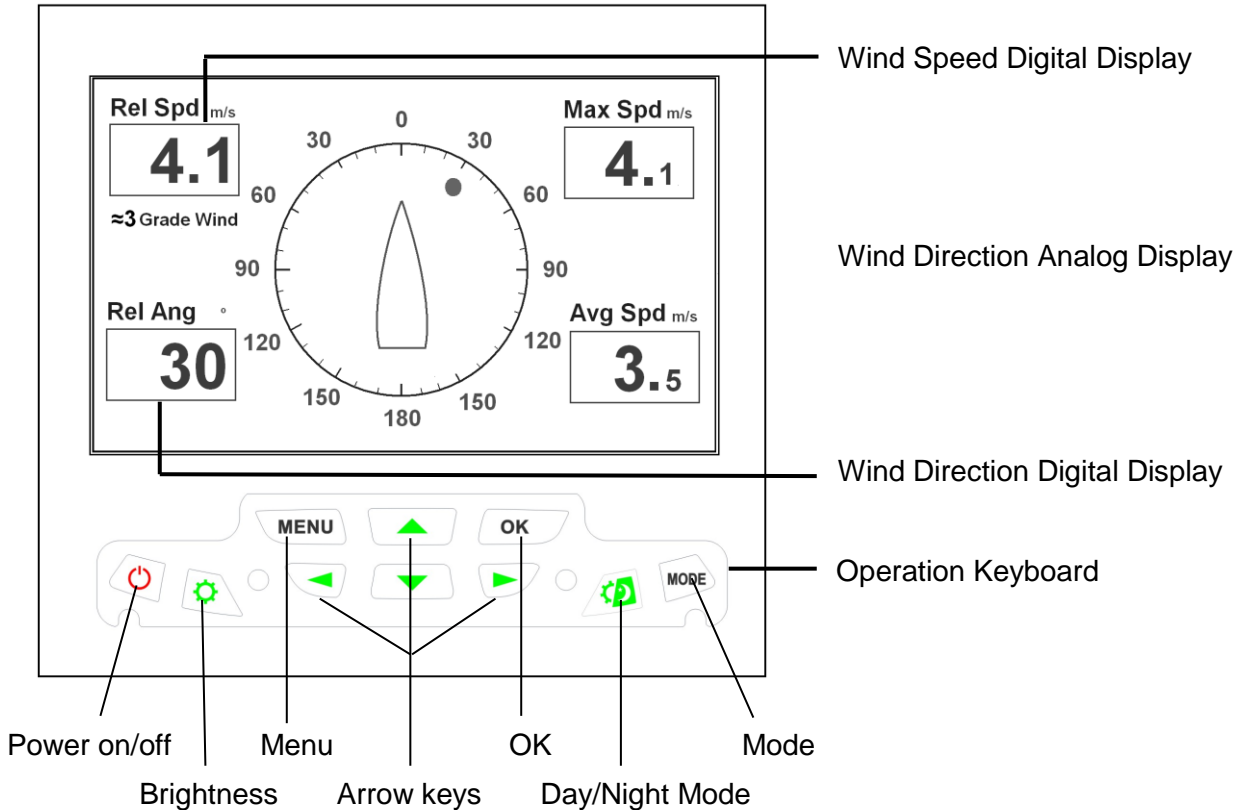 Wind Speed Digital Display
Rel Spd m/s
4.1
≈3 Grade Wind
Max Spd m/s
4.1
0
30
30
60
60
90
90
120
120
150
150
180
Wind Direction Analog Display
Rel Ang °
30
Avg Spd m/s
3.5
Wind Direction Digital Display
MENU
OK
MODE
Operation Keyboard
Power on/off
Menu
OK
Mode
Brightness
Arrow keys
Day/Night Mode